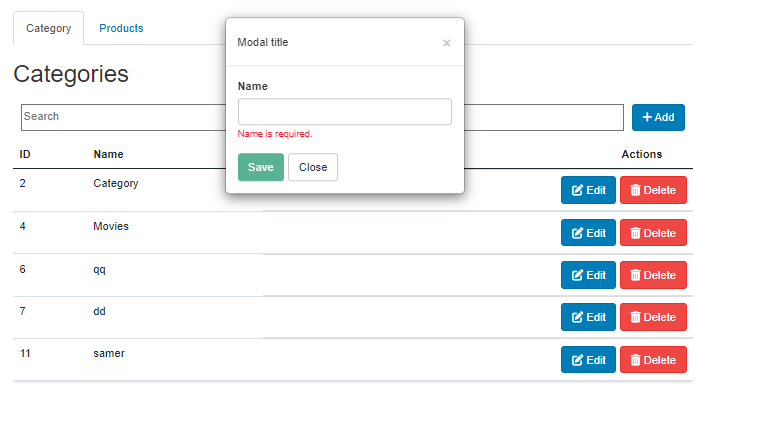 Category Products
Modal title ×
Categories
Name
Search
Add
Name is required.
ID Name Actions
Save Close
2 Category Edit Delete
4 Movies Edit Delete
6 qq Edit Delete
7 dd Edit Delete
11 samer Edit Delete